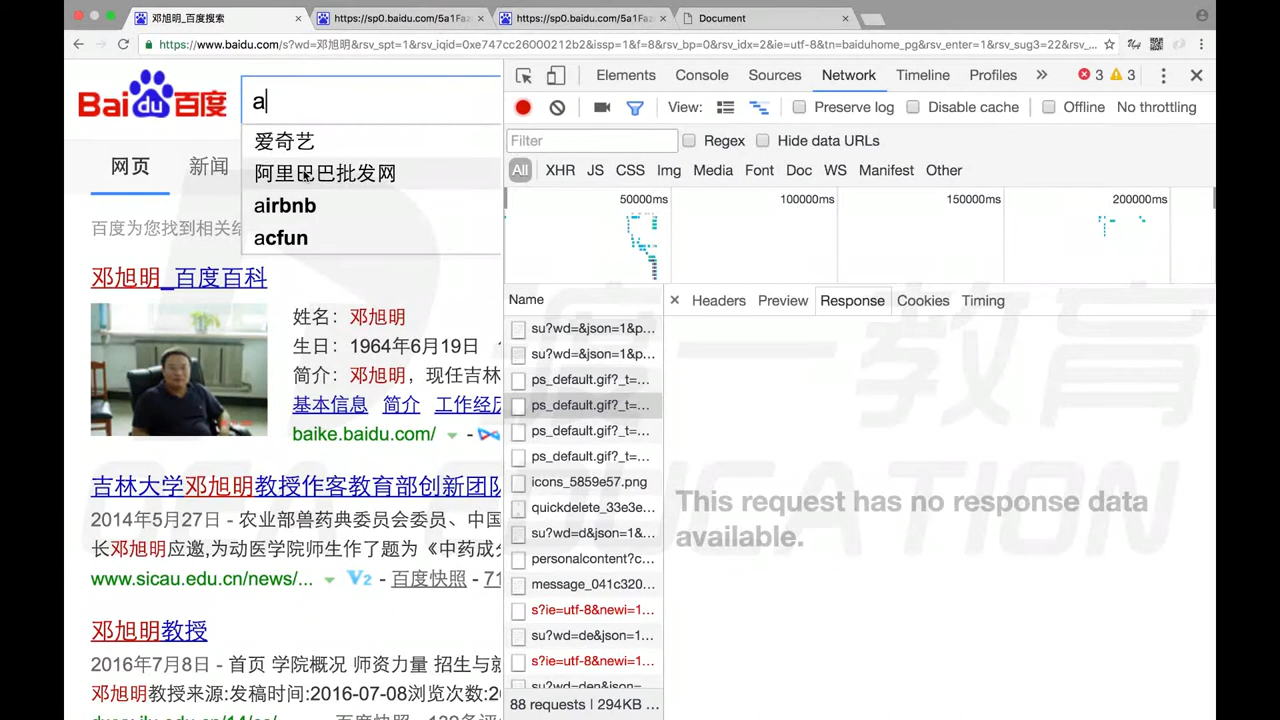 邓旭明_百度搜索
https://sp0.baidu.com/5a1Faz
https://sp0.baidu.com/5a1Faz
Document
https://www.baidu.com/s?wd=邓旭明&rsv_spt=1&rsv_iqid=0xe747cc26000212b2&issp=1&f=8&rsv_bp=0&rsv_idx=2&ie=utf-8&tn=baiduhome_pg&rsv_enter=1&rsv_sug3=22&rsv_...
Bai du 百度
a
爱奇艺
阿里巴巴批发网
airbnb
acfun
网页
新闻
百度为您找到相关结
邓旭明_百度百科
姓名：邓旭明
生日：1964年6月19日
简介：邓旭明，现任吉林
基本信息 简介 工作经历
baike.baidu.com/
吉林大学邓旭明教授作客教育部创新团队
2014年5月27日 - 农业部兽药典委员会委员、中国
长邓旭明应邀,为动医学院师生作了题为《中药成分
www.sicau.edu.cn/news/... V2 - 百度快照 - 71
邓旭明教授
2016年7月8日 - 首页 学院概况 师资力量 招生与就
邓旭明教授来源:发稿时间:2016-07-08浏览次数:2
百度快照
Elements
Console
Sources
Network
Timeline
Profiles
»
3
3
View:
Preserve log
Disable cache
Offline
No throttling
Filter
Regex
Hide data URLs
All
XHR
JS
CSS
Img
Media
Font
Doc
WS
Manifest
Other
50000ms
100000ms
150000ms
200000ms
Name
Headers
Preview
Response
Cookies
Timing
su?wd=&json=1&p...
su?wd=&json=1&p...
ps_default.gif?_t=...
ps_default.gif?_t=...
ps_default.gif?_t=...
ps_default.gif?_t=...
icons_5859e57.png
quickdelete_33e3e...
su?wd=d&json=1&...
personalcontent?c...
message_041c320...
s?ie=utf-8&newi=1...
su?wd=de&json=1...
s?ie=utf-8&newi=1...
su?wd=den&json=...
This request has no response data
available.
88 requests | 294KB ...
教育
EDUCATION